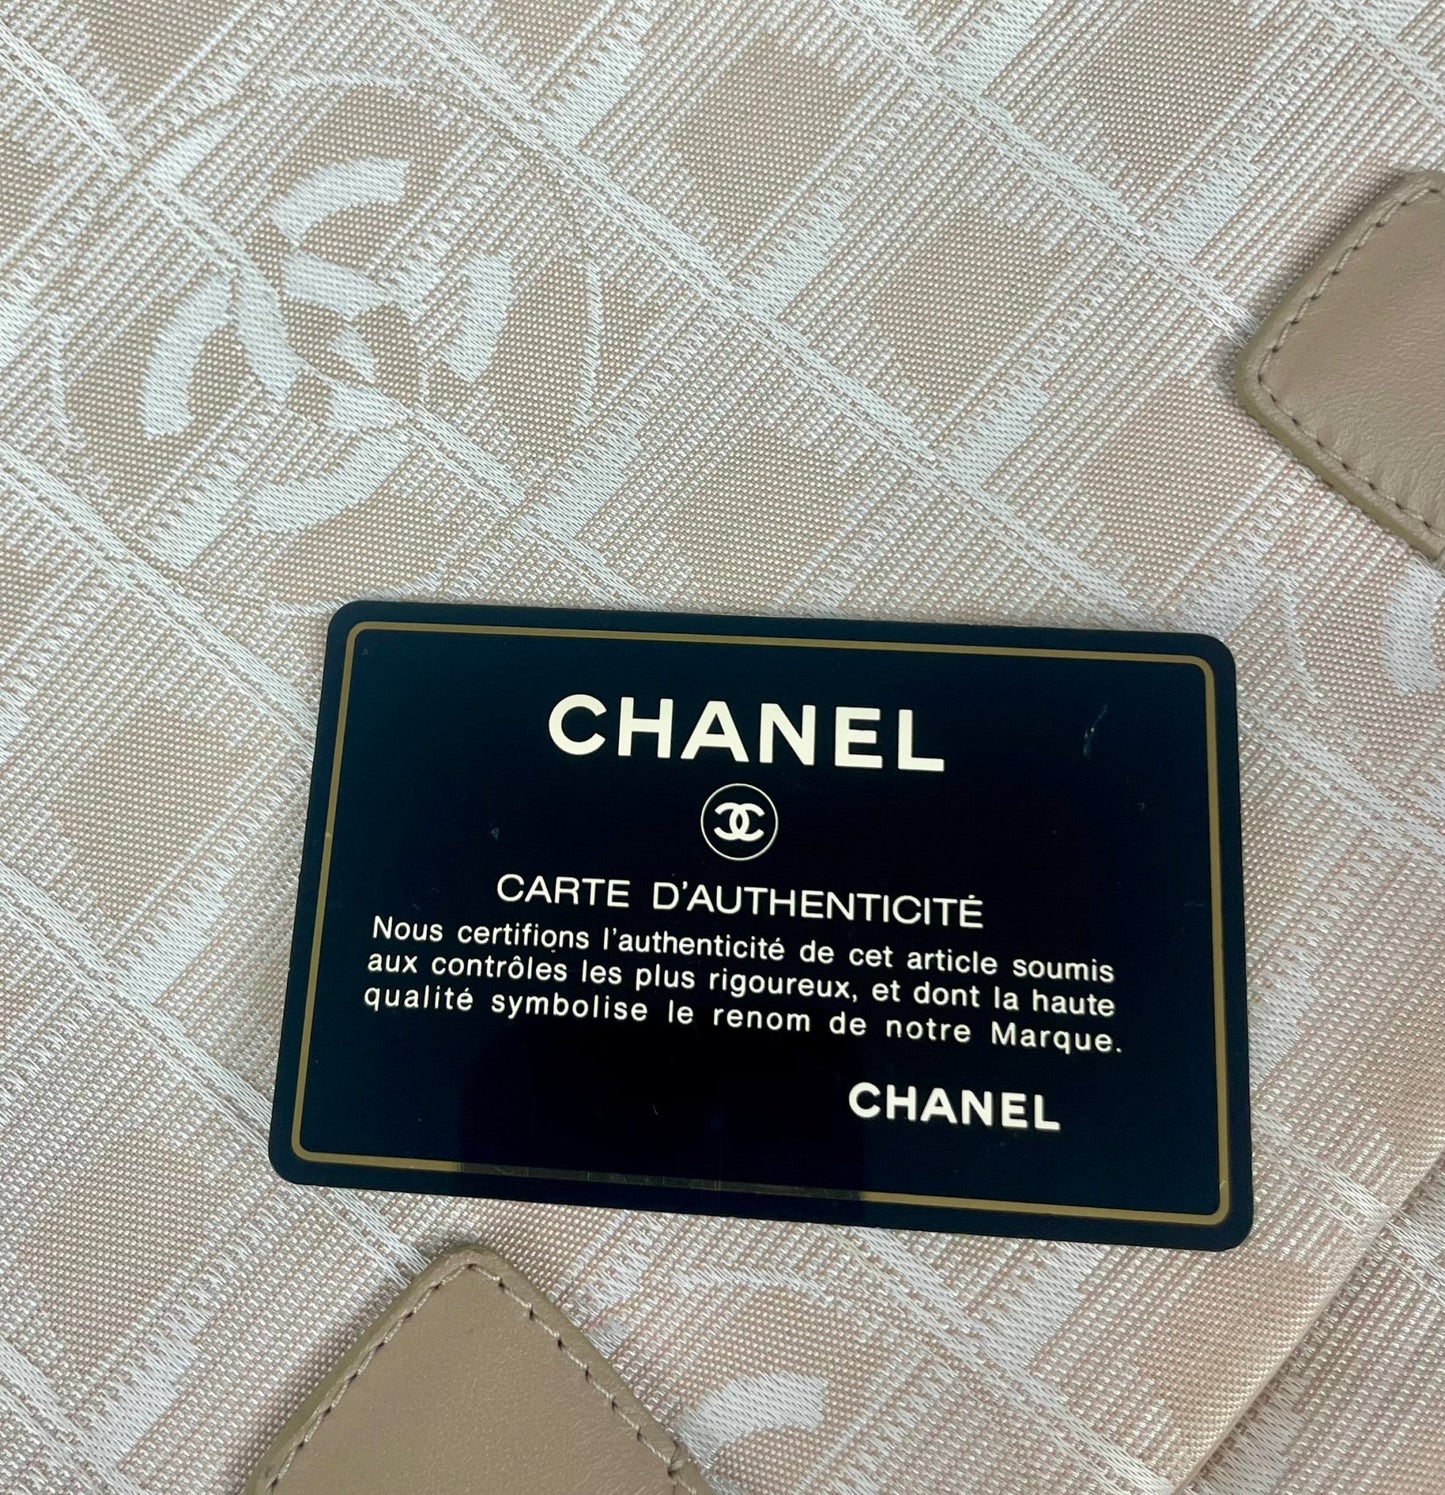 CHANEL
CARTE D'AUTHENTICITÉ
Nous certifions l'authenticité de cet article soumis
aux contrôles les plus rigoureux, et dont la haute
qualité symbolise le renom de notre Marque.
CHANEL